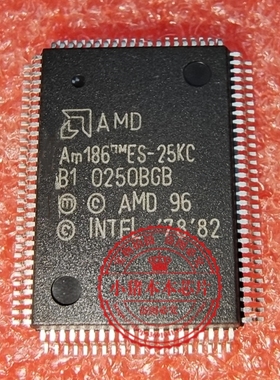 AMD
Am186™ES-25KC
B1 0250BGB
Ⓜ © AMD 96
© INTEL '78 '82